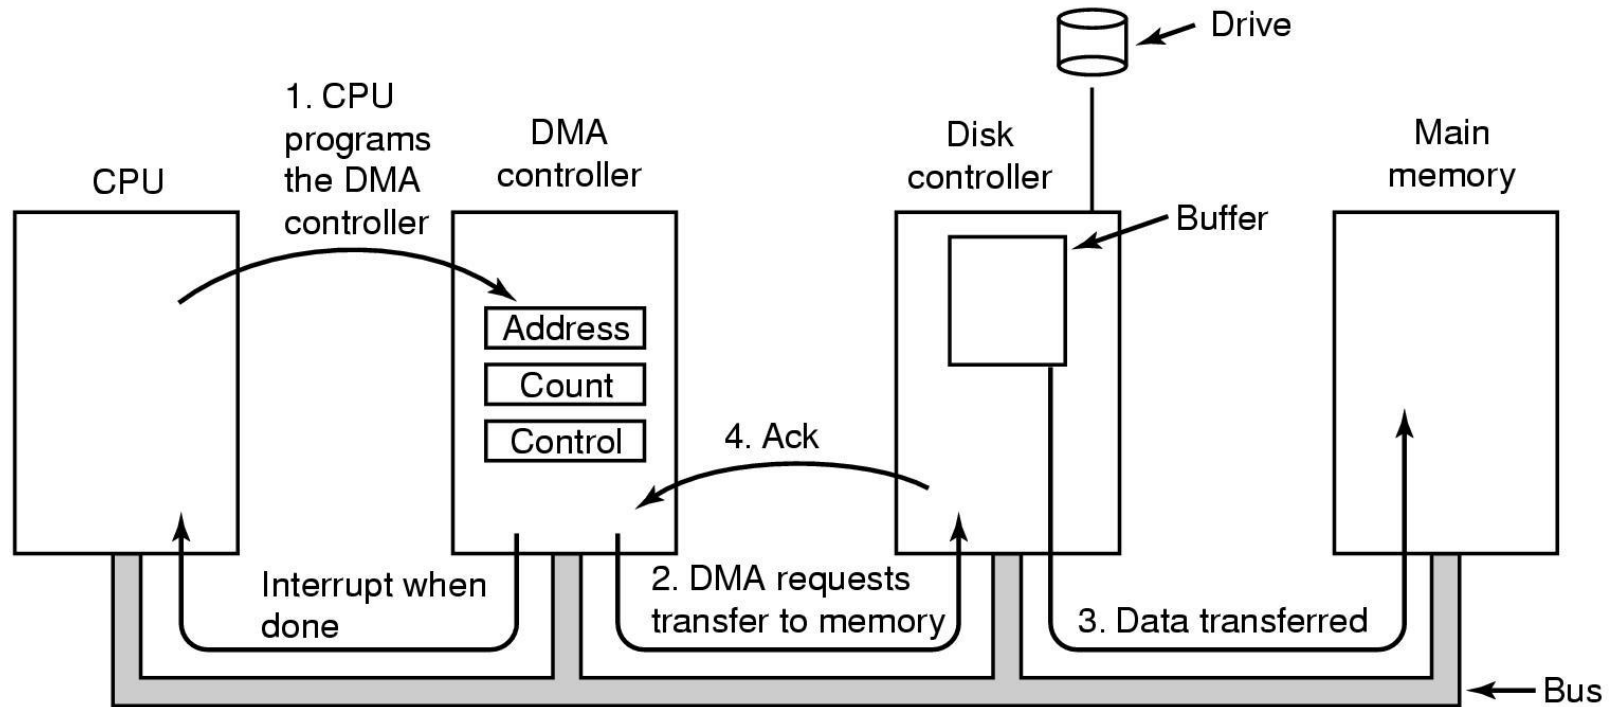 Drive
1. CPU
programs
the DMA
controller
CPU
DMA
controller
Disk
controller
Main
memory
Buffer
Address
Count
Control
4. Ack
Interrupt when
done
2. DMA requests
transfer to memory
3. Data transferred
Bus